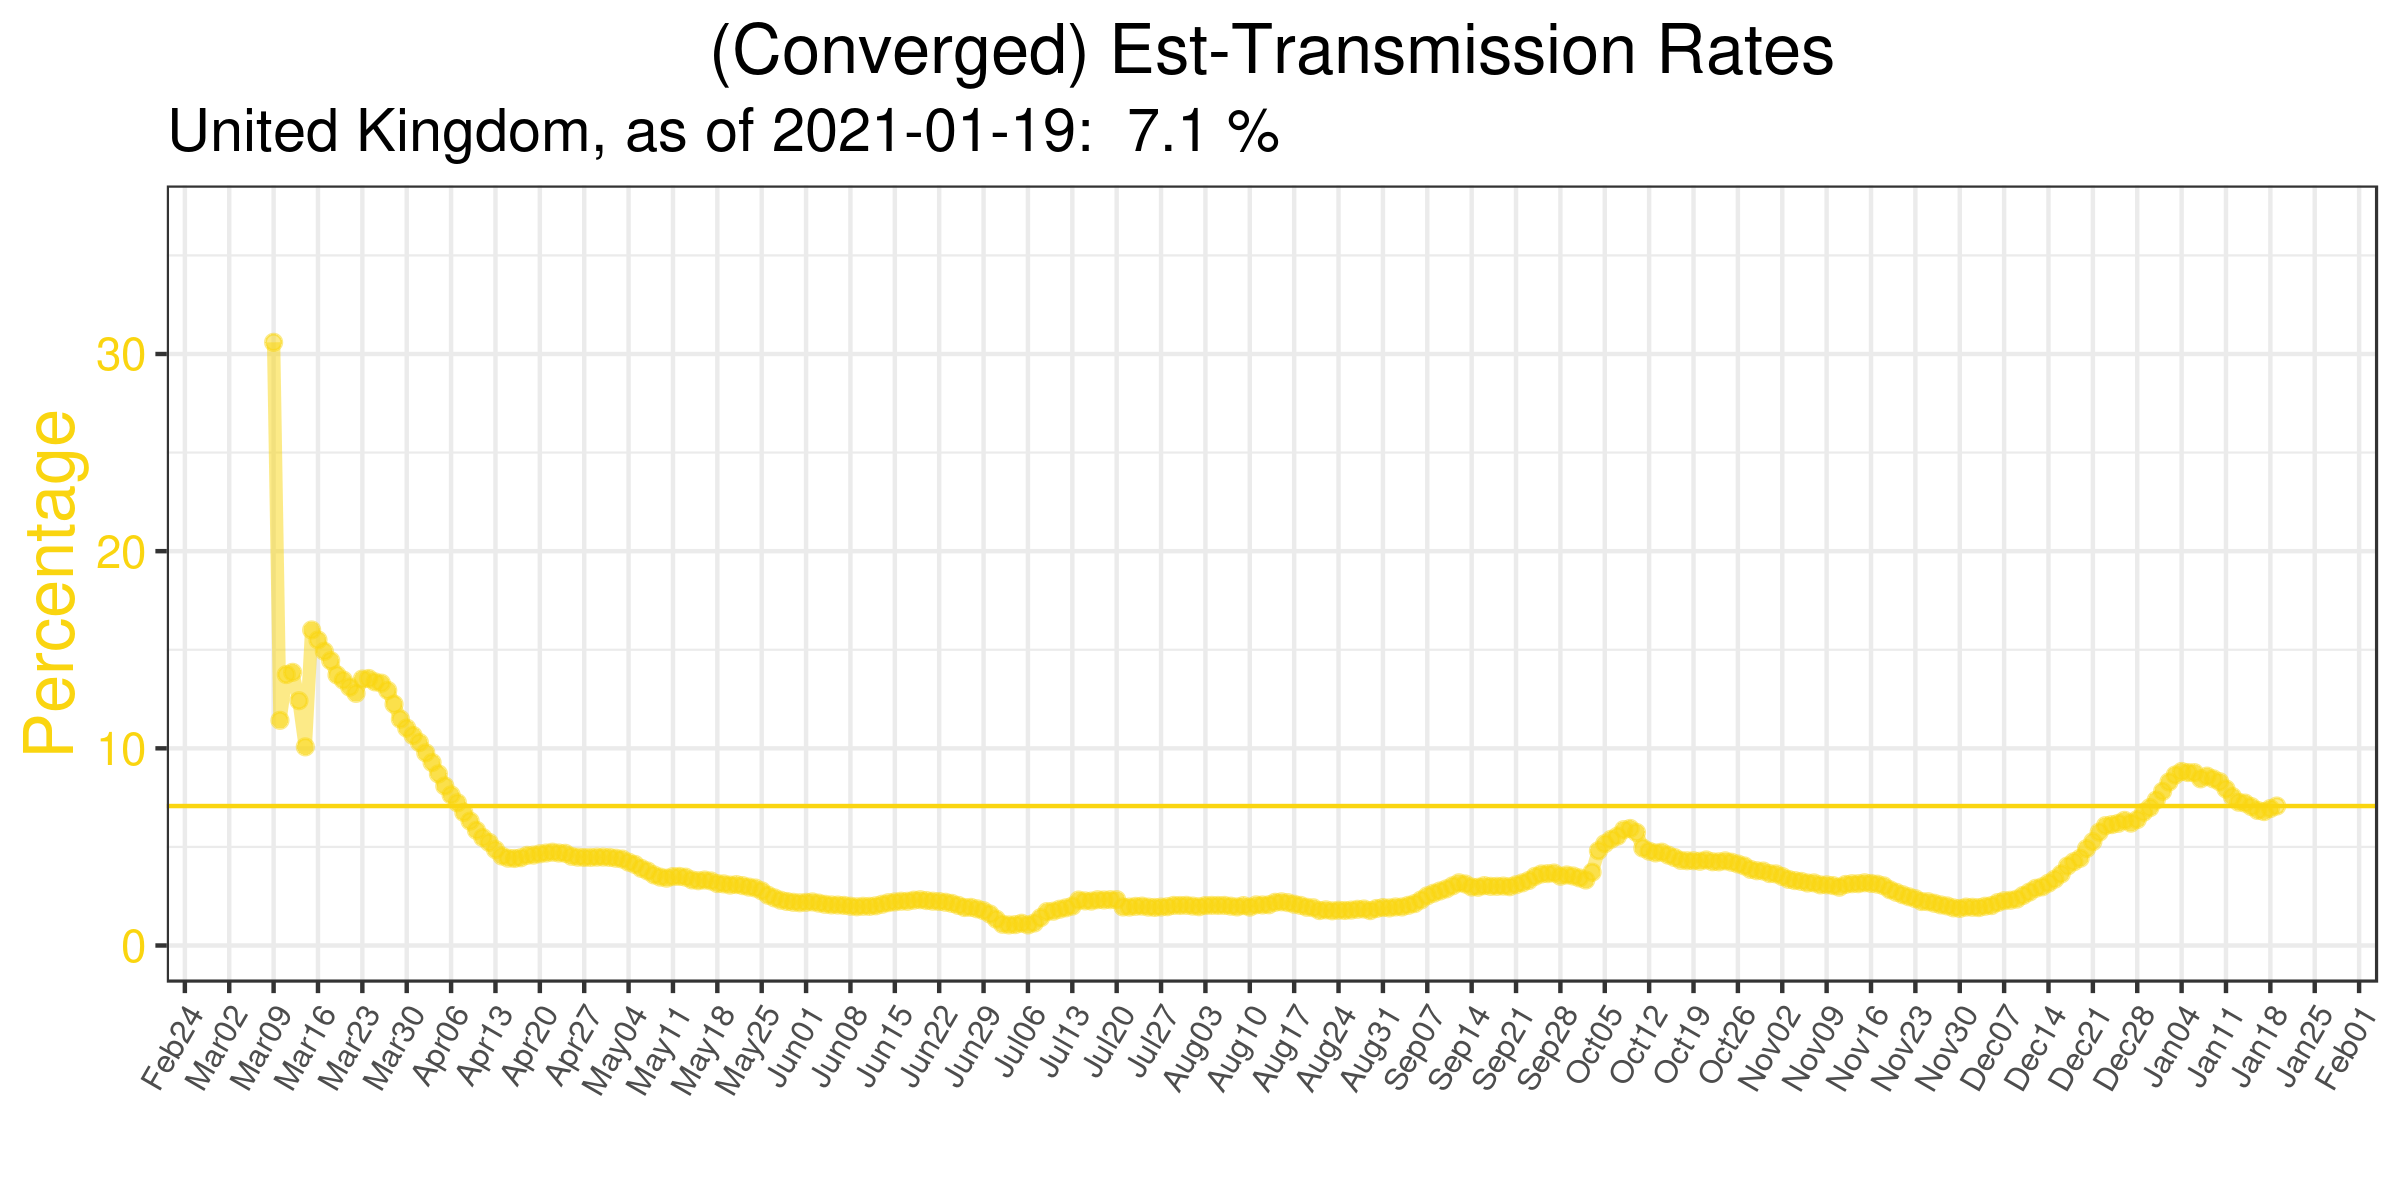 (Converged) Est-Transmission Rates
United Kingdom, as of 2021-01-19: 7.1 %
Percentage
30
20
10
0
Feb24
Mar02
Mar09
Mar16
Mar23
Mar30
Apr06
Apr13
Apr20
Apr27
May04
May11
May18
May25
Jun01
Jun08
Jun15
Jun22
Jun29
Jul06
Jul13
Jul20
Jul27
Aug03
Aug10
Aug17
Aug24
Aug31
Sep07
Sep14
Sep21
Sep28
Oct05
Oct12
Oct19
Oct26
Nov02
Nov09
Nov16
Nov23
Nov30
Dec07
Dec14
Dec21
Dec28
Jan04
Jan11
Jan18
Jan25
Feb01